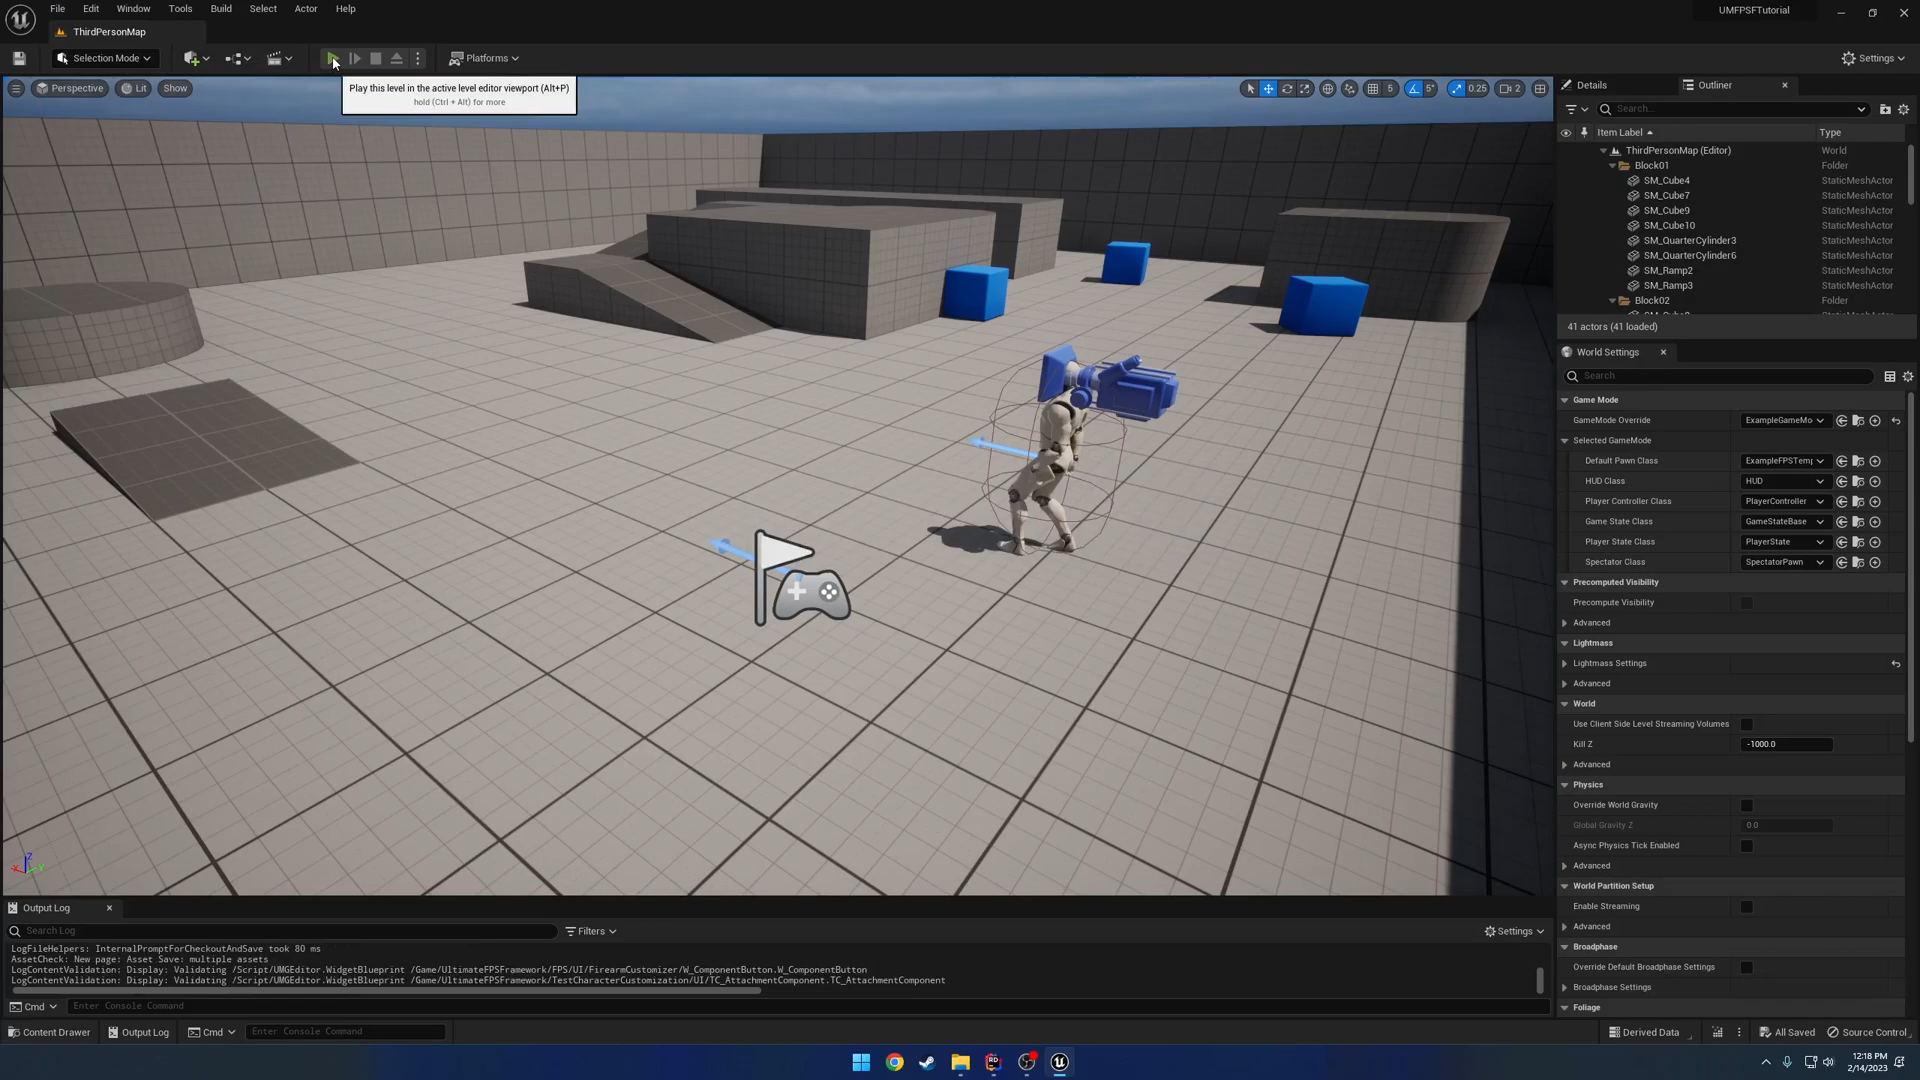 File Edit Window Tools Build Select Actor Help
UMFPSFTutorial
ThirdPersonMap
Selection Mode
Platforms
Settings
Play this level in the active level editor viewport (Alt+P)
hold (Ctrl + Alt) for more
Perspective Lit Show
5 5° 0.25 2
Details Outliner
Search...
Item Label Type
ThirdPersonMap (Editor) World
Block01 Folder
SM_Cube4 StaticMeshActor
SM_Cube7 StaticMeshActor
SM_Cube9 StaticMeshActor
SM_Cube10 StaticMeshActor
SM_QuarterCylinder3 StaticMeshActor
SM_QuarterCylinder6 StaticMeshActor
SM_Ramp2 StaticMeshActor
SM_Ramp3 StaticMeshActor
Block02 Folder
41 actors (41 loaded)
World Settings
Search
Game Mode
GameMode Override ExampleGameMo
Selected GameMode
Default Pawn Class ExampleFPSTemp
HUD Class HUD
Player Controller Class PlayerController
Game State Class GameStateBase
Player State Class PlayerState
Spectator Class SpectatorPawn
Precomputed Visibility
Precompute Visibility
Advanced
Lightmass
Lightmass Settings
Advanced
World
Use Client Side Level Streaming Volumes
Kill Z -1000.0
Advanced
Physics
Override World Gravity
Global Gravity Z 0.0
Async Physics Tick Enabled
Advanced
World Partition Setup
Enable Streaming
Advanced
Broadphase
Override Default Broadphase Settings
Broadphase Settings
Foliage
Z
X Y
Output Log
Search Log
Filters
Settings
LogFileHelpers: InternalPromptForCheckoutAndSave took 80 ms
AssetCheck: New page: Asset Save: multiple assets
LogContentValidation: Display: Validating /Script/UMGEditor.WidgetBlueprint /Game/UltimateFPSFramework/FPS/UI/FirearmCustomizer/W_ComponentButton.W_ComponentButton
LogContentValidation: Display: Validating /Script/UMGEditor.WidgetBlueprint /Game/UltimateFPSFramework/TestCharacterCustomization/UI/TC_AttachmentComponent.TC_AttachmentComponent
Cmd Enter Console Command
Content Drawer Output Log Cmd Enter Console Command
Derived Data All Saved Source Control
12:18 PM
2/14/2023